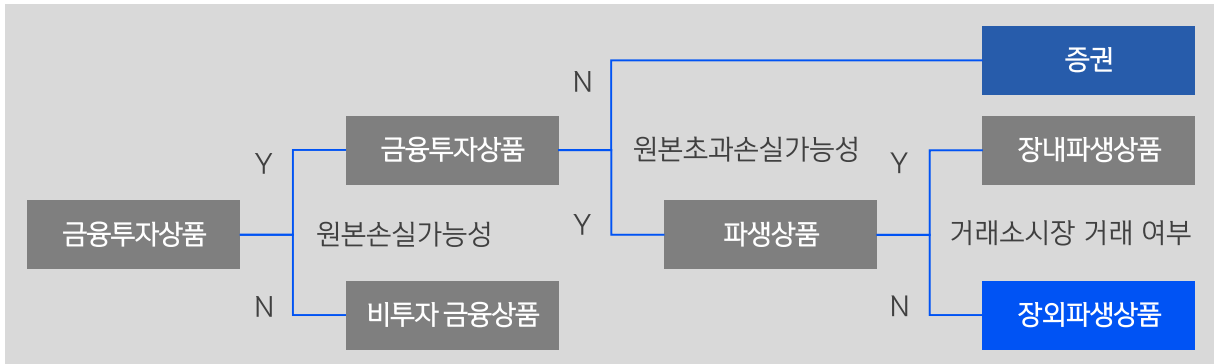 증권
N
금융투자상품
원본초과손실가능성
Y
장내파생상품
Y
금융투자상품
원본손실가능성
Y
파생상품
거래소시장 거래 여부
N
비투자 금융상품
N
장외파생상품